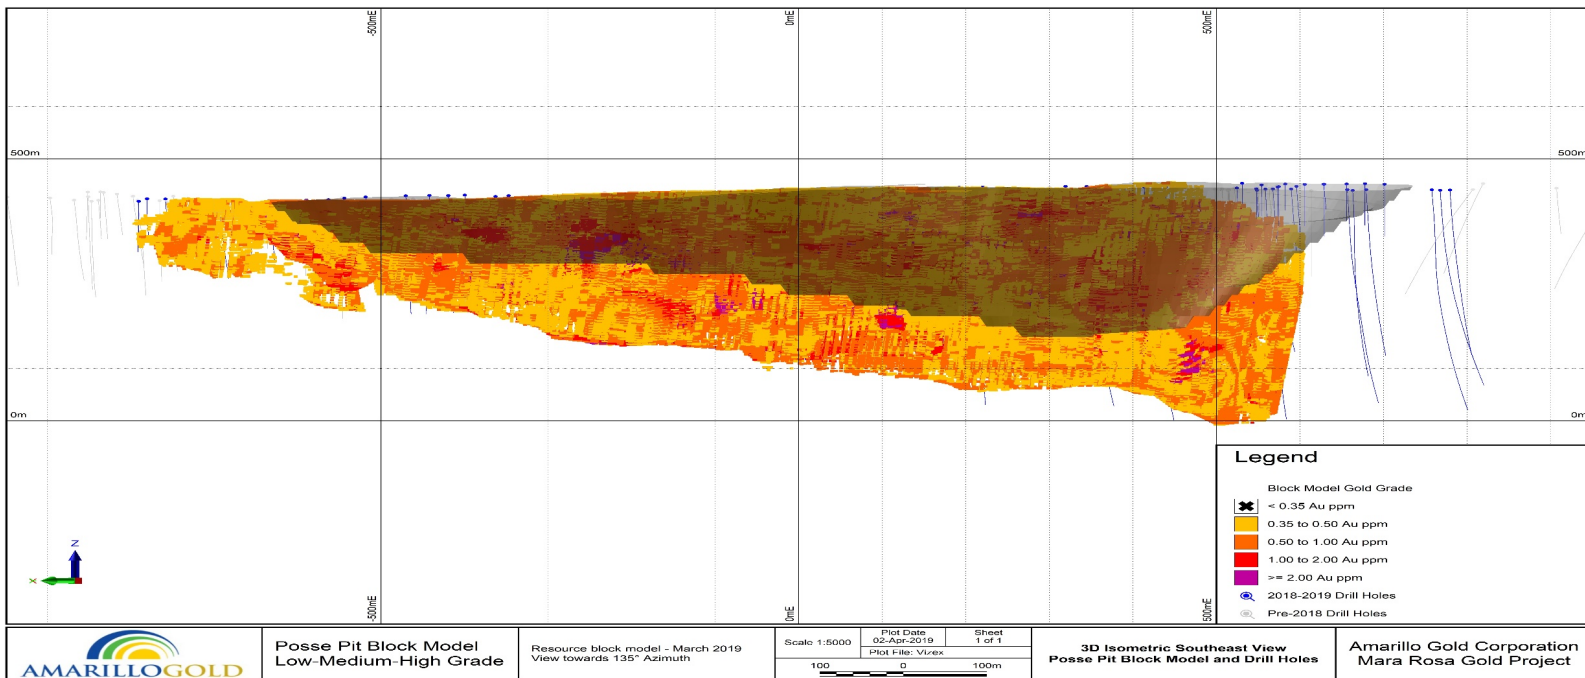 -500mE
0mE
500mE
500m
500m
0m
0m
Z
X
-500mE
0mE
500mE
Legend
Block Model Gold Grade
< 0.35 Au ppm
0.35 to 0.50 Au ppm
0.50 to 1.00 Au ppm
1.00 to 2.00 Au ppm
>= 2.00 Au ppm
2018-2019 Drill Holes
Pre-2018 Drill Holes
AMARILLOGOLD
Posse Pit Block Model
Low-Medium-High Grade
Resource block model - March 2019
View towards 135° Azimuth
Scale 1:5000
Plot Date
02-Apr-2019
Sheet
1 of 1
Plot File: Vizex
100
0
100m
3D Isometric Southeast View
Posse Pit Block Model and Drill Holes
Amarillo Gold Corporation
Mara Rosa Gold Project